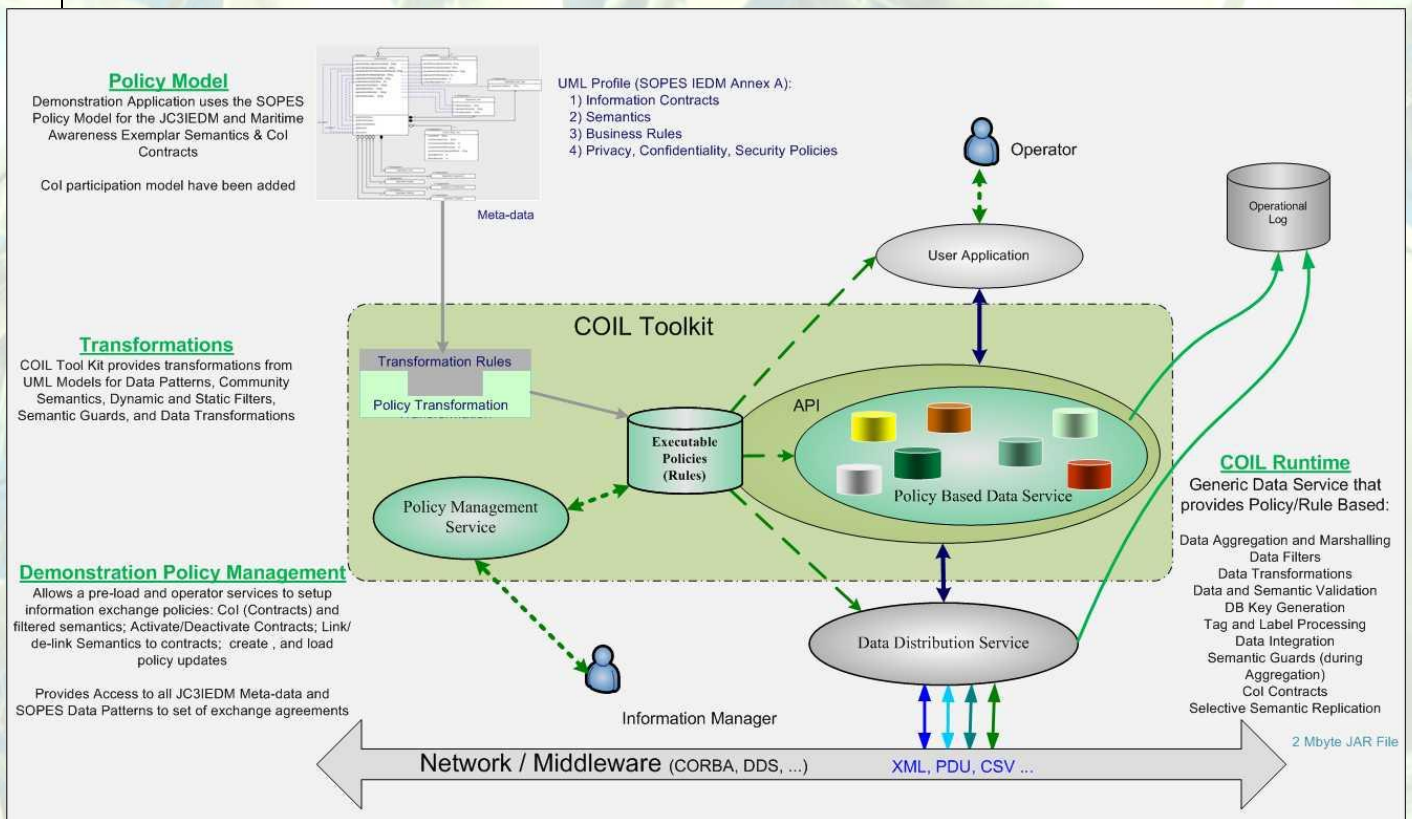 Policy Model
Demonstration Application uses the SOPES
Policy Model for the JC3IEDM and Maritime
Awareness Exemplar Semantics & CoI
Contracts
CoI participation model have been added
Meta-data
UML Profile (SOPES IEDM Annex A):
1) Information Contracts
2) Semantics
3) Business Rules
4) Privacy, Confidentiality, Security Policies
Operator
Operational
Log
User Application
COIL Toolkit
Transformations
COIL Tool Kit provides transformations from
UML Models for Data Patterns, Community
Semantics, Dynamic and Static Filters,
Semantic Guards, and Data Transformations
Transformation Rules
Policy Transformation
API
Executable
Policies
(Rules)
Policy Based Data Service
Policy Management
Service
COIL Runtime
Generic Data Service that
provides Policy/Rule Based:
Data Aggregation and Marshalling
Data Filters
Data Transformations
Data and Semantic Validation
DB Key Generation
Tag and Label Processing
Data Integration
Semantic Guards (during
Aggregation)
CoI Contracts
Selective Semantic Replication
2 Mbyte JAR File
Demonstration Policy Management
Allows a pre-load and operator services to setup
information exchange policies: CoI (Contracts) and
filtered semantics; Activate/Deactivate Contracts; Link/
de-link Semantics to contracts; create , and load
policy updates
Provides Access to all JC3IEDM Meta-data and
SOPES Data Patterns to set of exchange agreements
Data Distribution Service
Information Manager
Network / Middleware (CORBA, DDS, ...)
XML, PDU, CSV ...